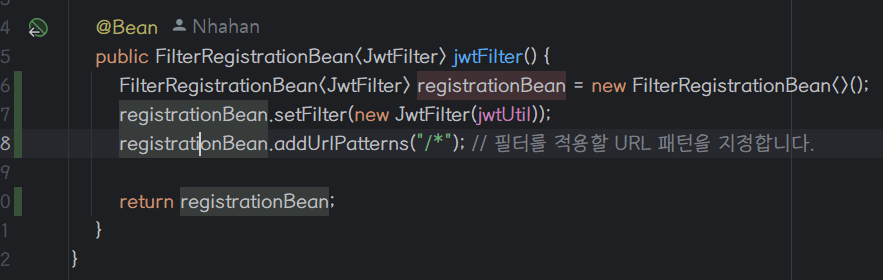 4 @Bean Nhahan
5 public FilterRegistrationBean<JwtFilter> jwtFilter() {
6 FilterRegistrationBean<JwtFilter> registrationBean = new FilterRegistrationBean<>();
7 registrationBean.setFilter(new JwtFilter(jwtUtil));
8 registrationBean.addUrlPatterns("/*"); // 필터를 적용할 URL 패턴을 지정합니다.
9
0 return registrationBean;
1 }
2 }